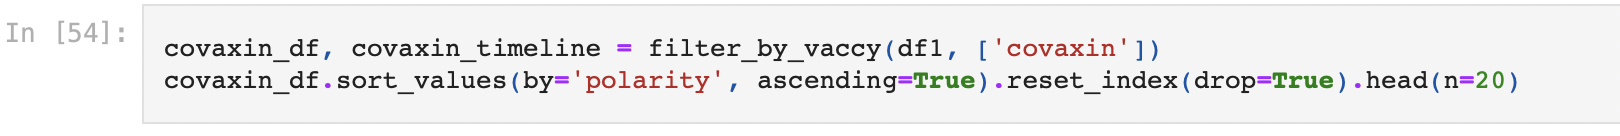 In [54]:
covaxin_df, covaxin_timeline = filter_by_vaccy(df1, ['covaxin'])
covaxin_df.sort_values(by='polarity', ascending=True).reset_index(drop=True).head(n=20)